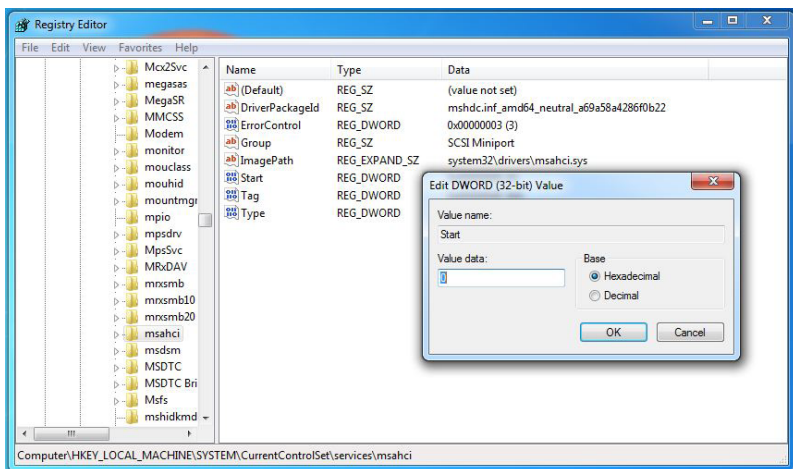 Registry Editor
File Edit View Favorites Help
Mcx2Svc
megasas
MegaSR
MMCSS
Modem
monitor
mouclass
mouhid
mountmgr
mpio
mpsdrv
MpsSvc
MRxDAV
mrxsmb
mrxsmb10
mrxsmb20
msahci
msdsm
MSDTC
MSDTC Bri
Msfs
mshidkmd
Name Type Data
(Default) REG_SZ (value not set)
DriverPackageId REG_SZ mshdc.inf_amd64_neutral_a69a58a4286f0b22
ErrorControl REG_DWORD 0x00000003 (3)
Group REG_SZ SCSI Miniport
ImagePath REG_EXPAND_SZ system32\drivers\msahci.sys
Start REG_DWORD
Tag REG_DWORD
Type REG_DWORD
Edit DWORD (32-bit) Value
Value name:
Start
Value data:
0
Base
Hexadecimal
Decimal
OK Cancel
Computer\HKEY_LOCAL_MACHINE\SYSTEM\CurrentControlSet\services\msahci